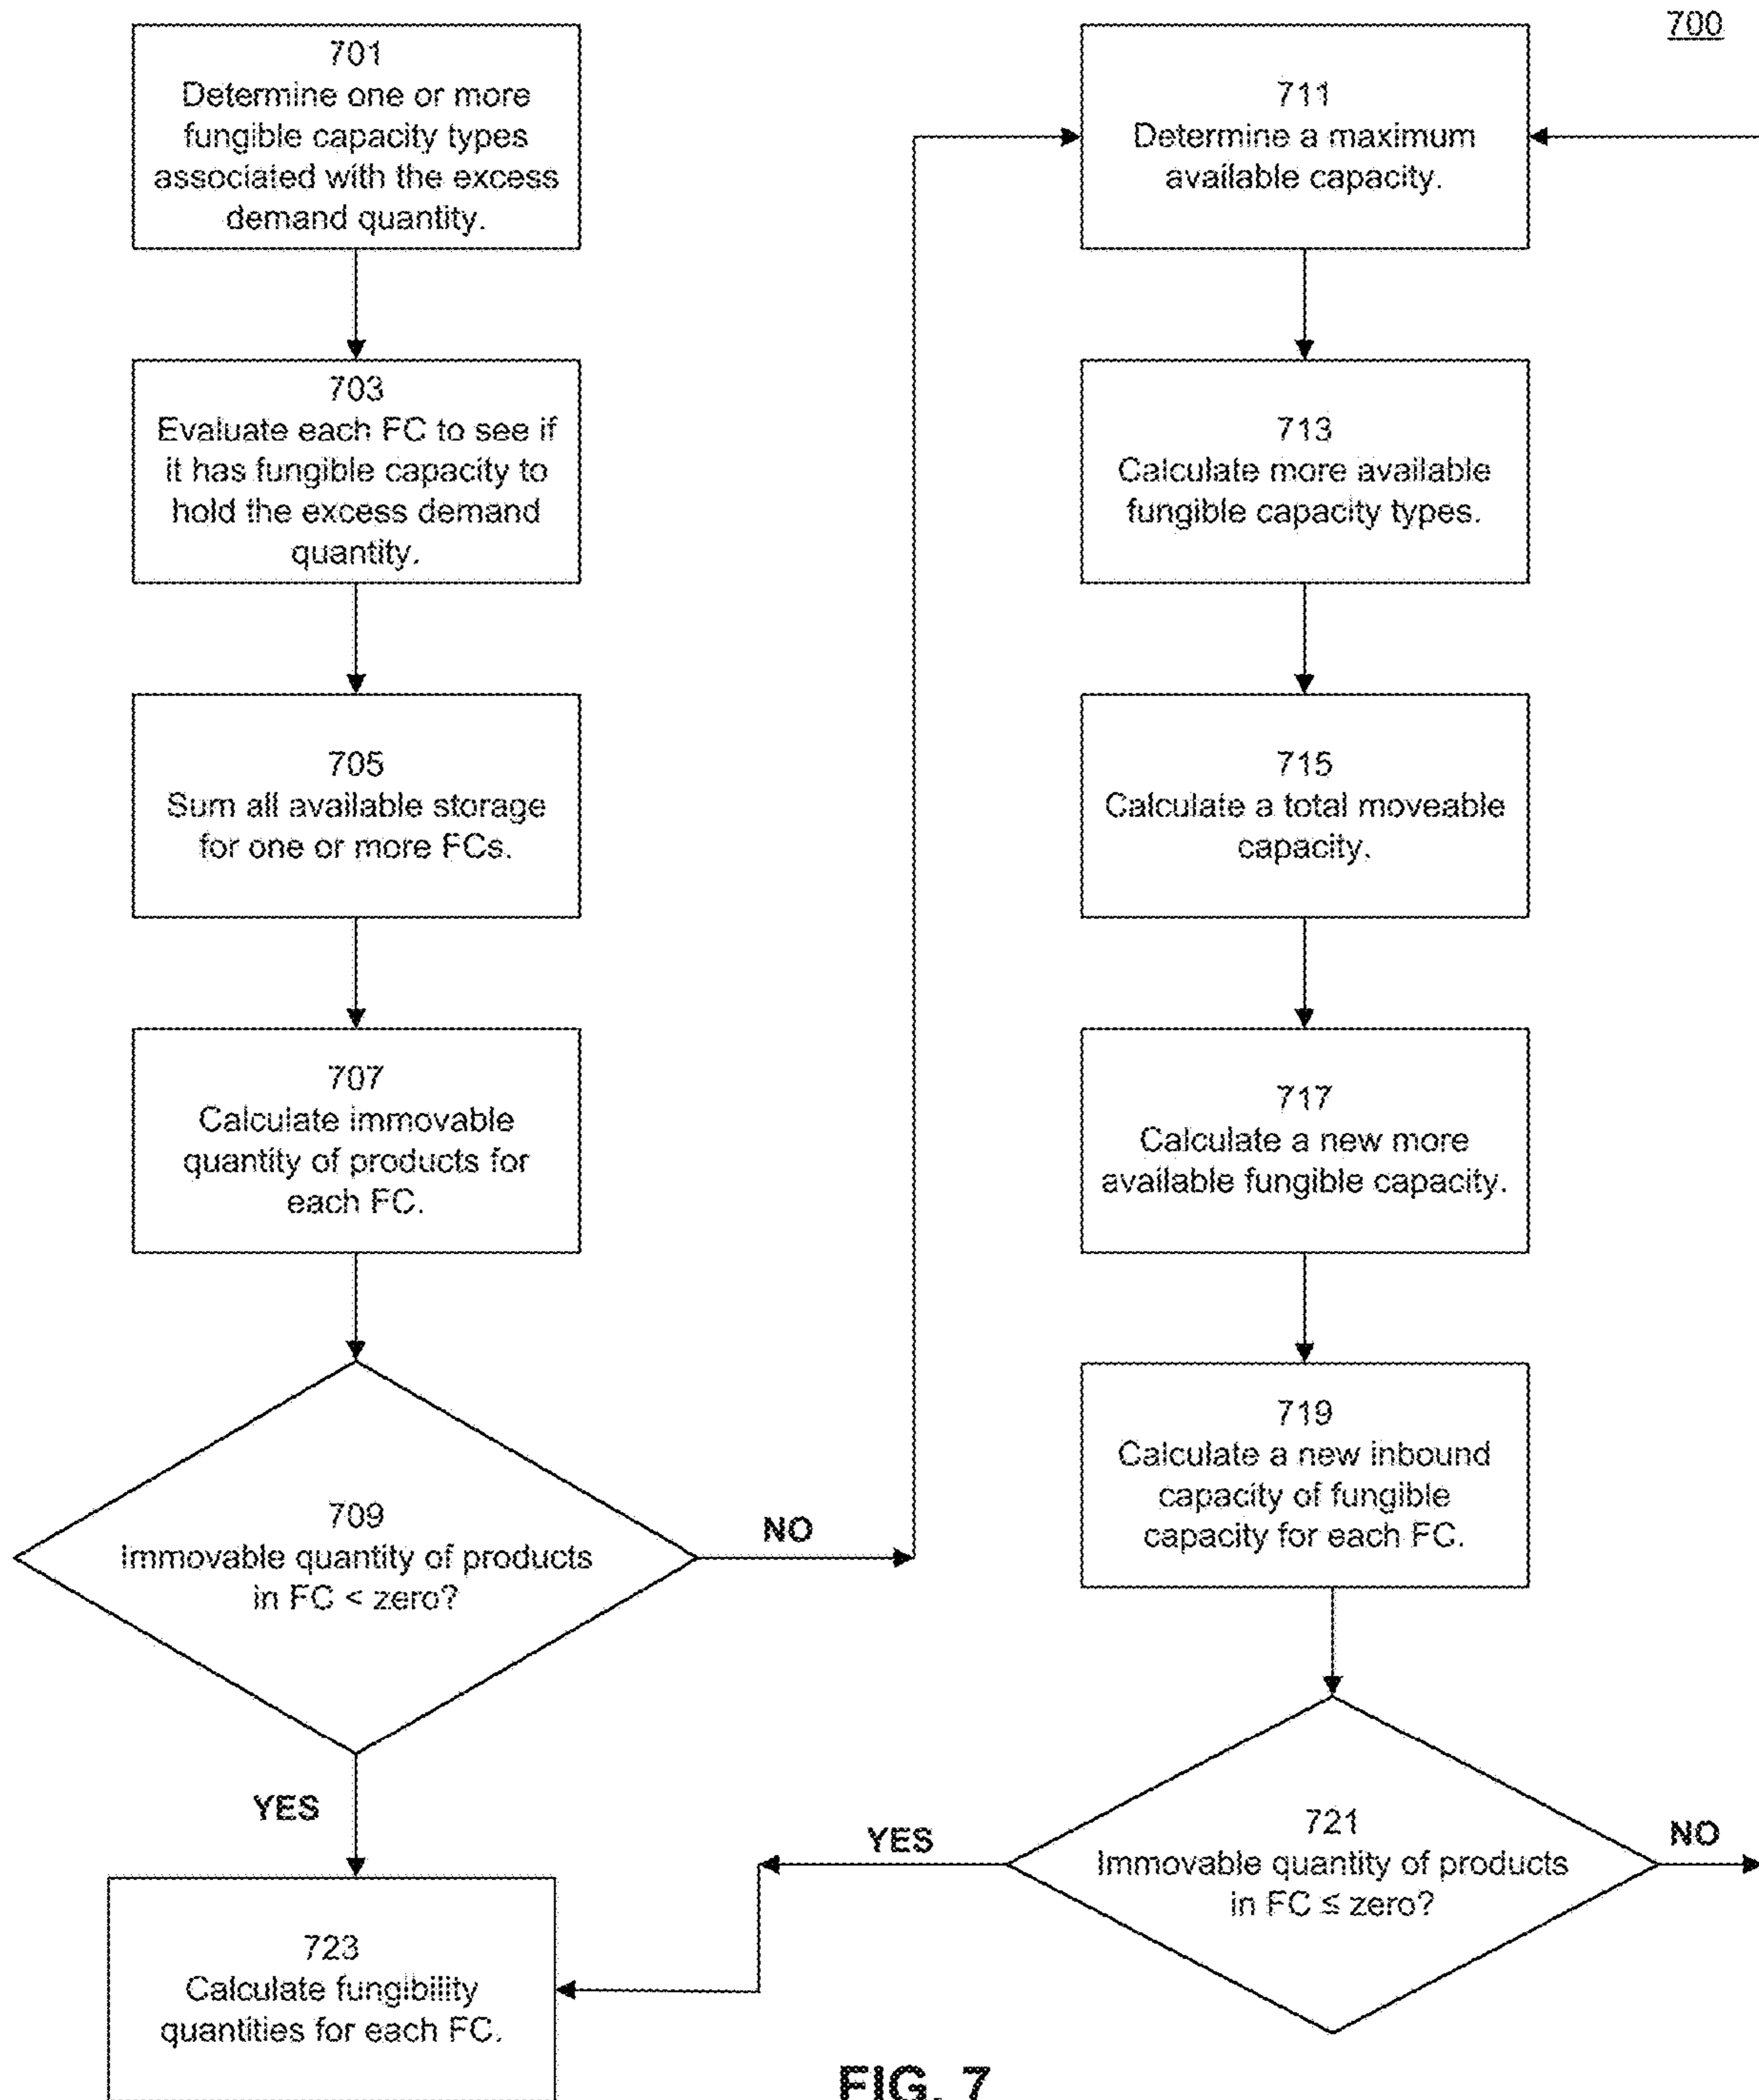 700
701
Determine one or more
fungible capacity types
associated with the excess
demand quantity.
703
Evaluate each FC to see if
it has fungible capacity to
hold the excess demand
quantity.
705
Sum all available storage
for one or more FCs.
707
Calculate immovable
quantity of products for
each FC.
709
Immovable quantity of products
in FC < zero?
NO
YES
711
Determine a maximum
available capacity.
713
Calculate more available
fungible capacity types.
715
Calculate a total moveable
capacity.
717
Calculate a new more
available fungible capacity.
719
Calculate a new inbound
capacity of fungible
capacity for each FC.
721
Immovable quantity of products
in FC ≤ zero?
YES
NO
723
Calculate fungibility
quantities for each FC.
FIG. 7